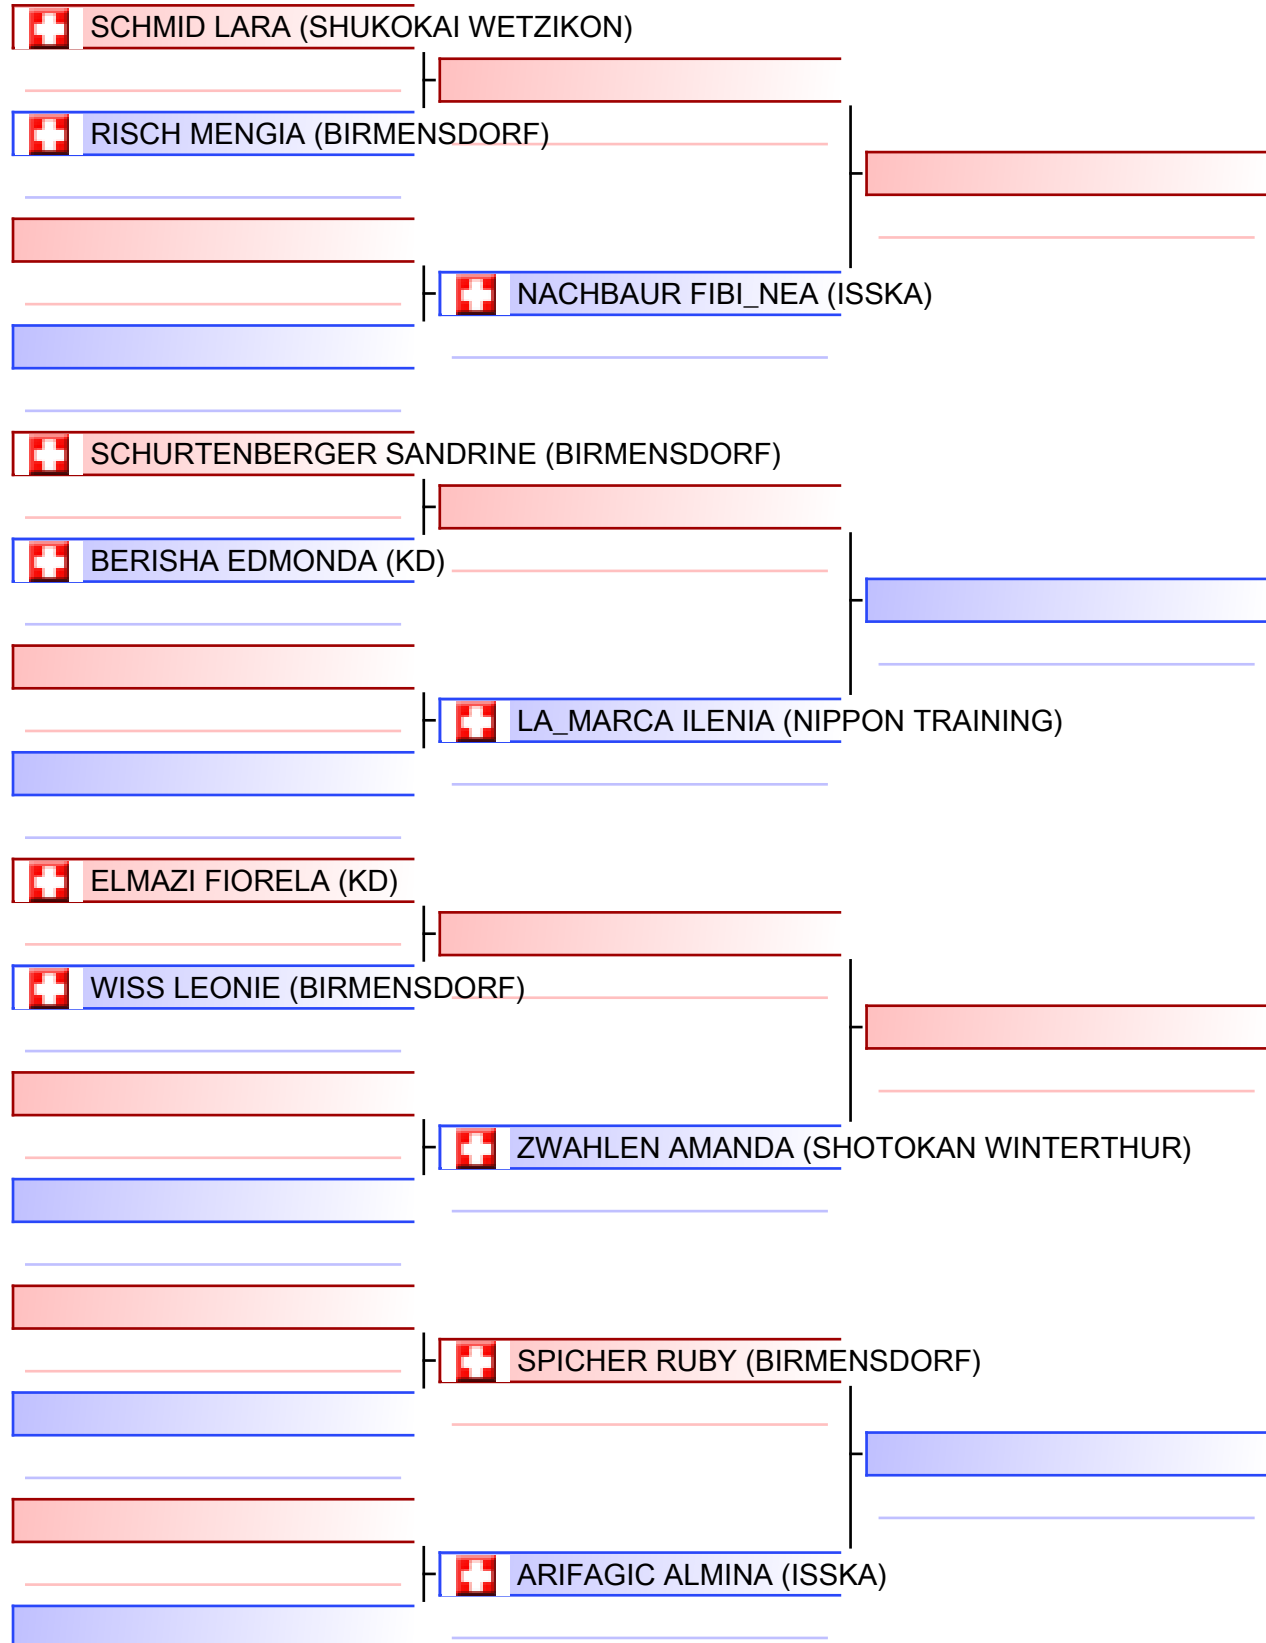 SCHMID LARA (SHUKOKAI WETZIKON)
RISCH MENGIA (BIRMENSDORF)
NACHBAUR FIBI_NEA (ISSKA)
SCHURTENBERGER SANDRINE (BIRMENSDORF)
BERISHA EDMONDA (KD)
LA_MARCA ILENIA (NIPPON TRAINING)
ELMAZI FIORELA (KD)
WISS LEONIE (BIRMENSDORF)
ZWAHLEN AMANDA (SHOTOKAN WINTERTHUR)
SPICHER RUBY (BIRMENSDORF)
ARIFAGIC ALMINA (ISSKA)